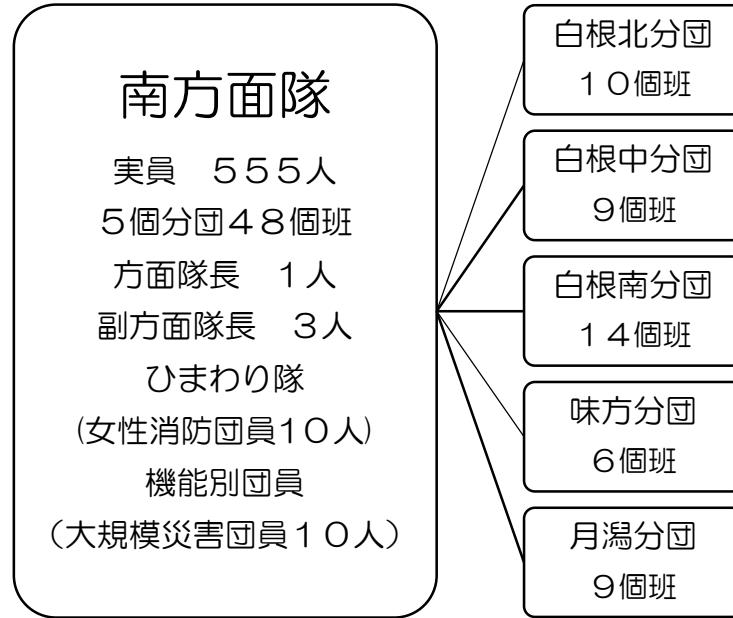 南方面隊
実員　５５５人
５個分団４８個班
方面隊長　１人
副方面隊長　３人
ひまわり隊
(女性消防団員１０人)
機能別団員
（大規模災害団員１０人）
白根北分団
１０個班
白根中分団
９個班
白根南分団
１４個班
味方分団
６個班
月潟分団
９個班